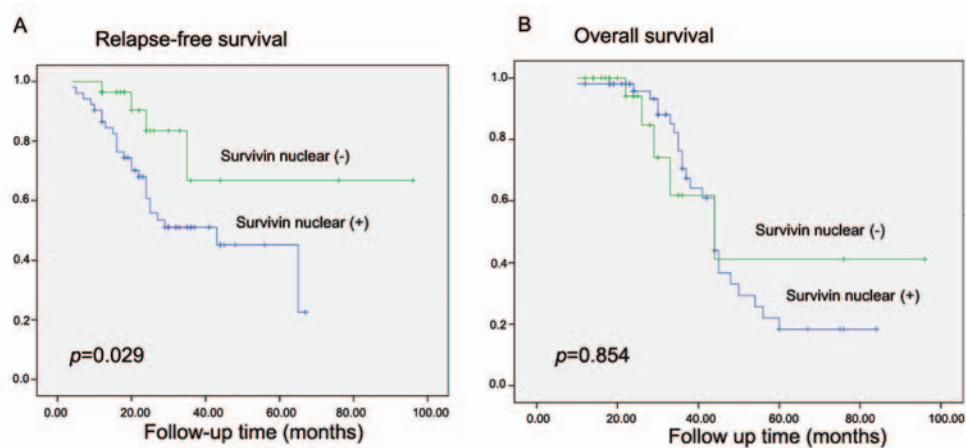 A
Relapse-free survival
1.0
0.8
0.6
0.4
0.2
0.0
Survivin nuclear (-)
Survivin nuclear (+)
p=0.029
0.00 20.00 40.00 60.00 80.00 100.00
Follow-up time (months)
B
Overall survival
1.0
0.8
0.6
0.4
0.2
0.0
Survivin nuclear (-)
Survivin nuclear (+)
p=0.854
0.00 20.00 40.00 60.00 80.00 100.00
Follow up time (months)